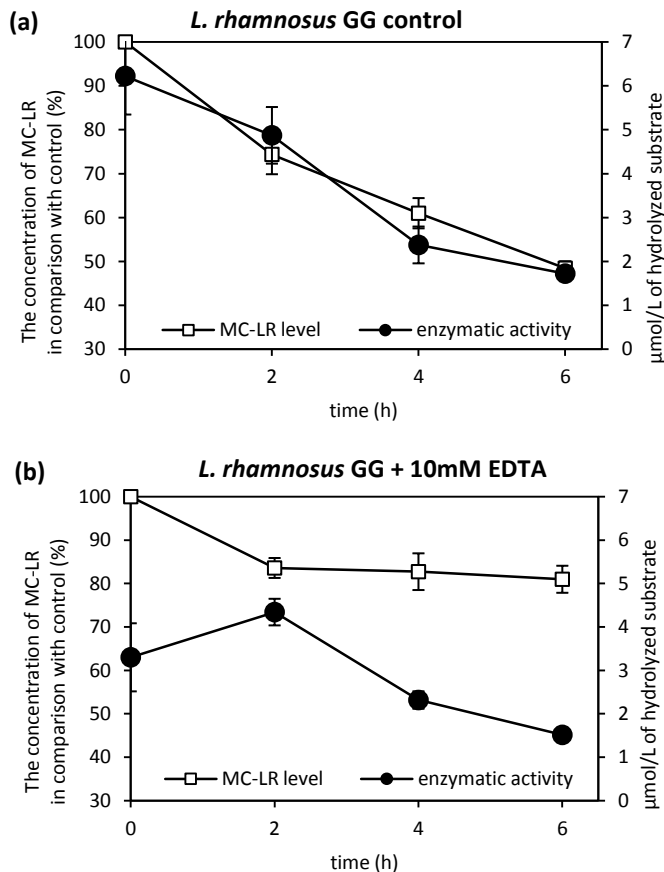 (a)
L. rhamnosus GG control
The concentration of MC-LR
in comparison with control (%)
100
90
80
70
60
50
40
30
7
6
5
4
3
2
1
0
µmol/L of hydrolyzed substrate
MC-LR level
enzymatic activity
0
2
4
6
time (h)
(b)
L. rhamnosus GG + 10mM EDTA
The concentration of MC-LR
in comparison with control (%)
100
90
80
70
60
50
40
30
7
6
5
4
3
2
1
0
µmol/L of hydrolyzed substrate
MC-LR level
enzymatic activity
0
2
4
6
time (h)